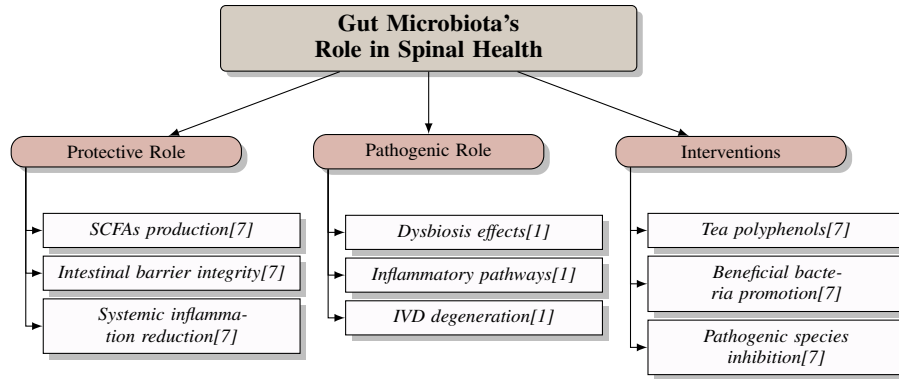 Gut Microbiota's
Role in Spinal Health
Protective Role
Pathogenic Role
Interventions
SCFAs production[7]
Intestinal barrier integrity[7]
Systemic inflamma-
tion reduction[7]
Dysbiosis effects[1]
Inflammatory pathways[1]
IVD degeneration[1]
Tea polyphenols[7]
Beneficial bacte-
ria promotion[7]
Pathogenic species
inhibition[7]